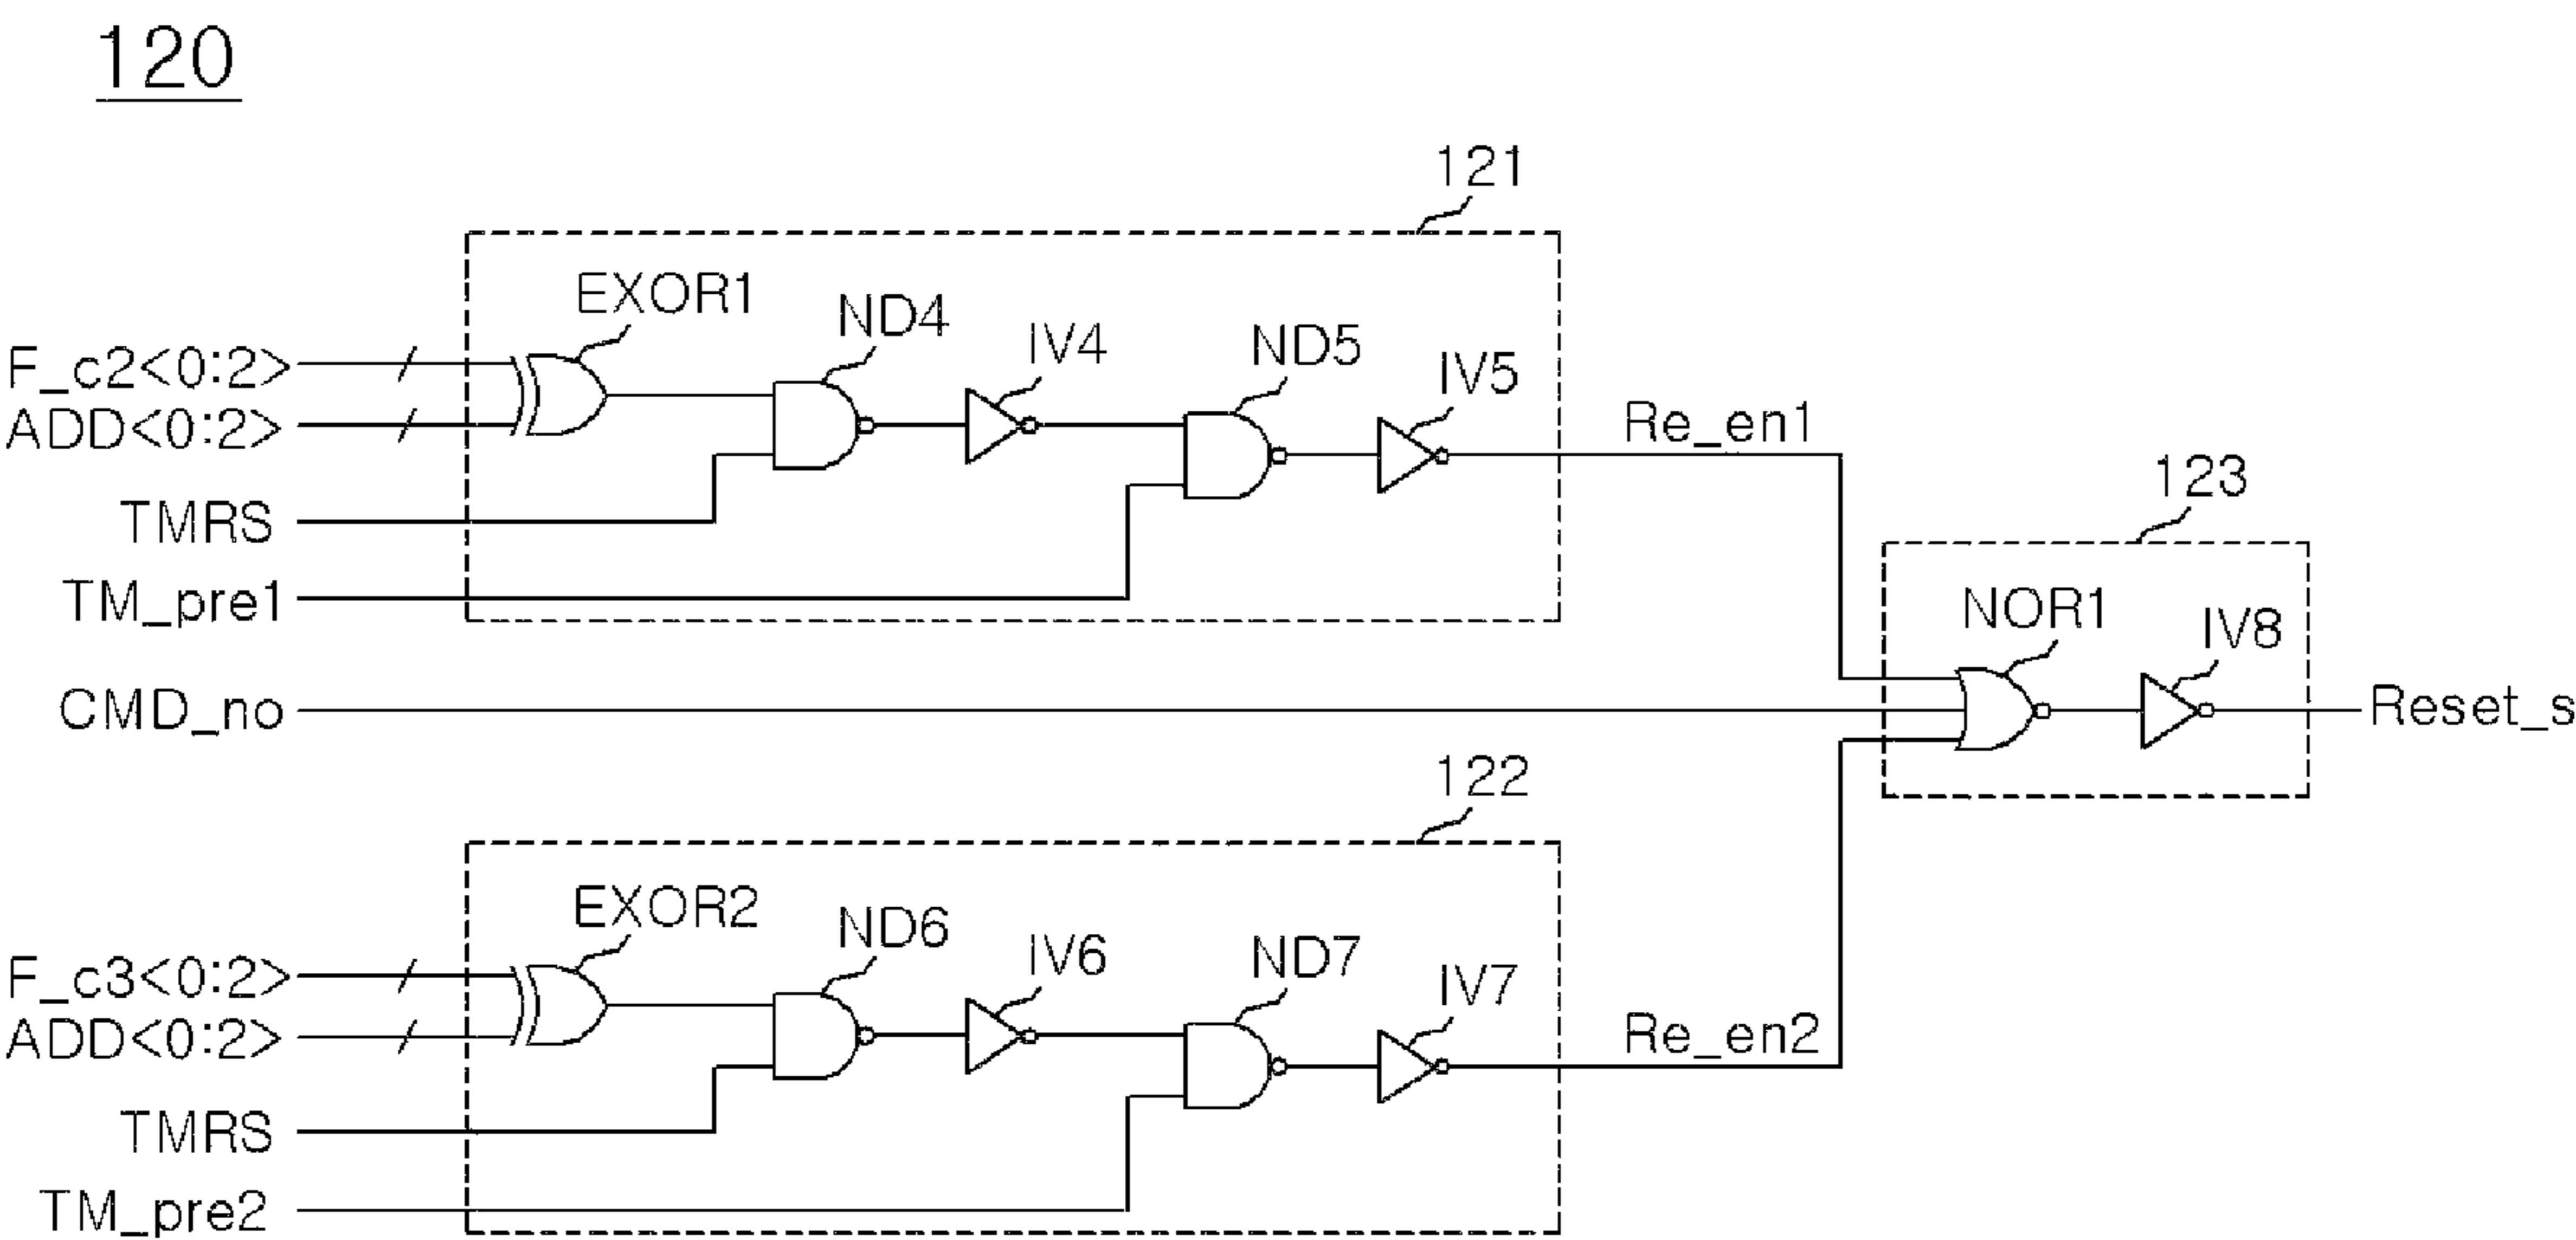 120
121
EXOR1
ND4
IV4
ND5
IV5
F_c2<0:2>
ADD<0:2>
TMRS
TM_pre1
Re_en1
123
NOR1
IV8
CMD_no
Reset_s
122
EXOR2
ND6
IV6
ND7
IV7
F_c3<0:2>
ADD<0:2>
TMRS
TM_pre2
Re_en2